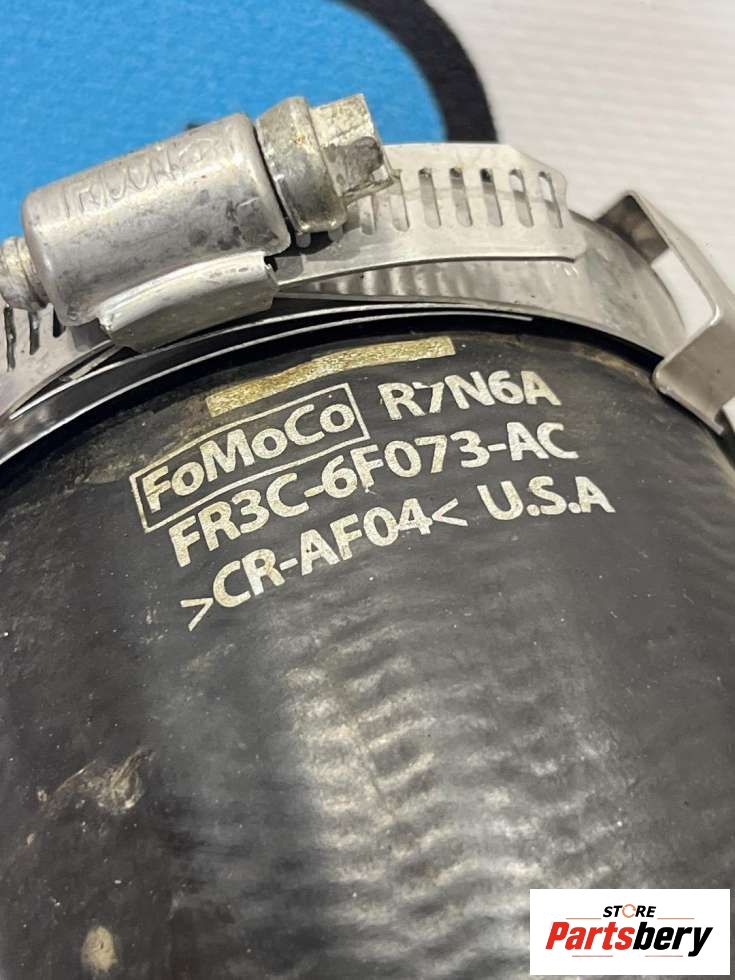 FoMoCo R7N6A
FR3C-6F073-AC
>CR-AF04< U.S.A
STORE
Partsbery